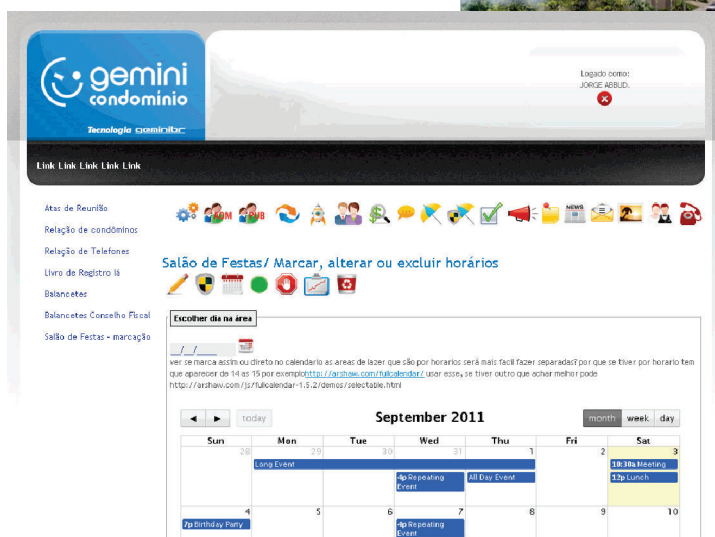 gemini
condomínio
Tecnologia geminibr
Logado como:
JORGE ABBUD.
Link Link Link Link Link
Atas de Reunião
Relação de condôminos
Relação de Telefones
Livro de Registro lá
Balancetes
Balancetes Conselho Fiscal
Salão de Festas - marcação
ADM
PUB
NEWS
Salão de Festas/ Marcar, alterar ou excluir horários
Escolher dia na área
__/__/____
ver se marca assim ou direto no calendario as areas de lazer que são por horarios será mais facil fazer separadas? por que se tiver por horario tem
que aparecer de 14 as 15 por exemplohttp://arshaw.com/fullcalendar/ usar esse, se tiver outro que achar melhor pode
http://arshaw.com/js/fullcalendar-1.5.2/demos/selectable.html
today September 2011 month week day
Sun Mon Tue Wed Thu Fri Sat
28 29 30 31 1 2 3
Long Event 10:30a Meeting
4p Repeating Event All Day Event 12p Lunch
4 5 6 7 8 9 10
7p Birthday Party 4p Repeating Event